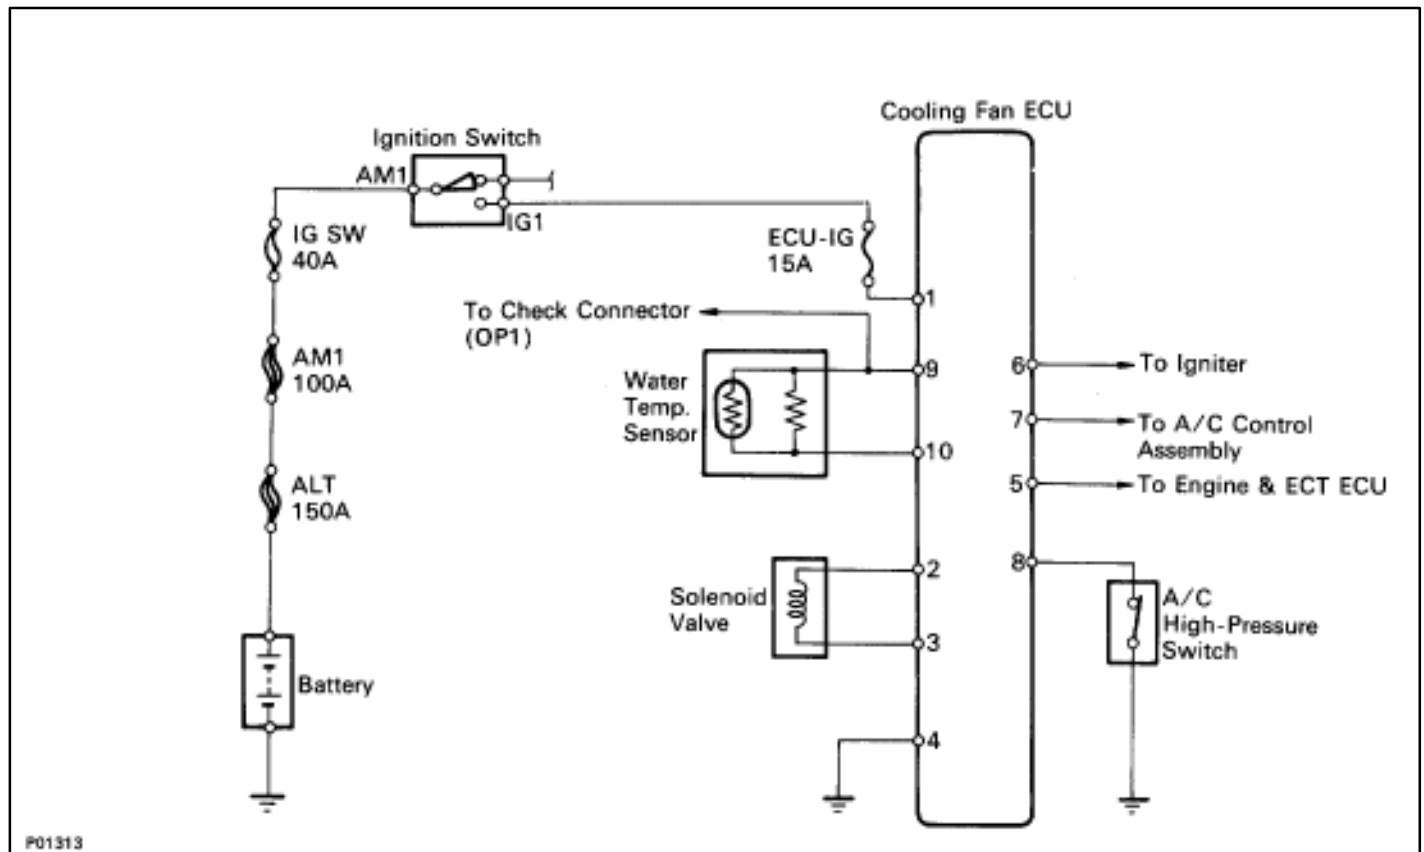 Cooling Fan ECU
Ignition Switch
AM1
IG1
IG SW
40A
ECU-IG
15A
1
To Check Connector
(OP1)
AM1
100A
Water
Temp.
Sensor
9
10
6
To Igniter
7
To A/C Control
Assembly
5
To Engine & ECT ECU
ALT
150A
8
2
Solenoid
Valve
3
A/C
High-Pressure
Switch
Battery
4
P01313